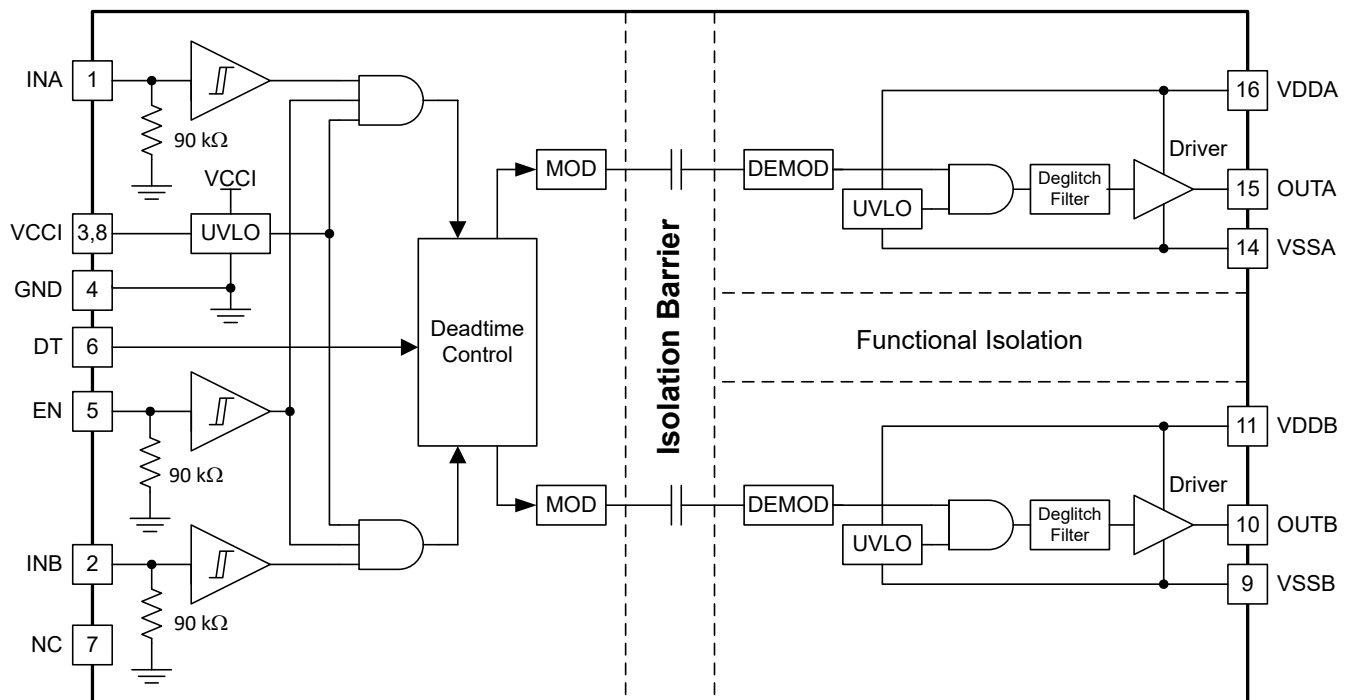 INA
1
90 kΩ
VCCI
VCCI
3,8
UVLO
GND
4
DT
6
EN
5
90 kΩ
INB
2
90 kΩ
NC
7
Deadtime
Control
MOD
MOD
Isolation Barrier
DEMOD
UVLO
Deglitch
Filter
Driver
16
VDDA
15
OUTA
14
VSSA
Functional Isolation
DEMOD
UVLO
Deglitch
Filter
Driver
11
VDDB
10
OUTB
9
VSSB